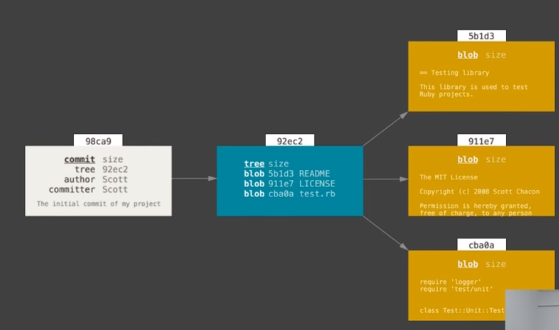 5b1d3
blob size
== Testing library
This library is used to test
Ruby projects.
98ca9
commit size
tree 92ec2
author Scott
committer Scott
The initial commit of my project
92ec2
tree size
blob 5b1d3 README
blob 911e7 LICENSE
blob cba0a test.rb
911e7
blob size
The MIT License
Copyright (c) 2008 Scott Chacon
Permission is hereby granted,
free of charge, to any person
cba0a
blob size
require 'logger'
require 'test/unit'
class Test::Unit::Test